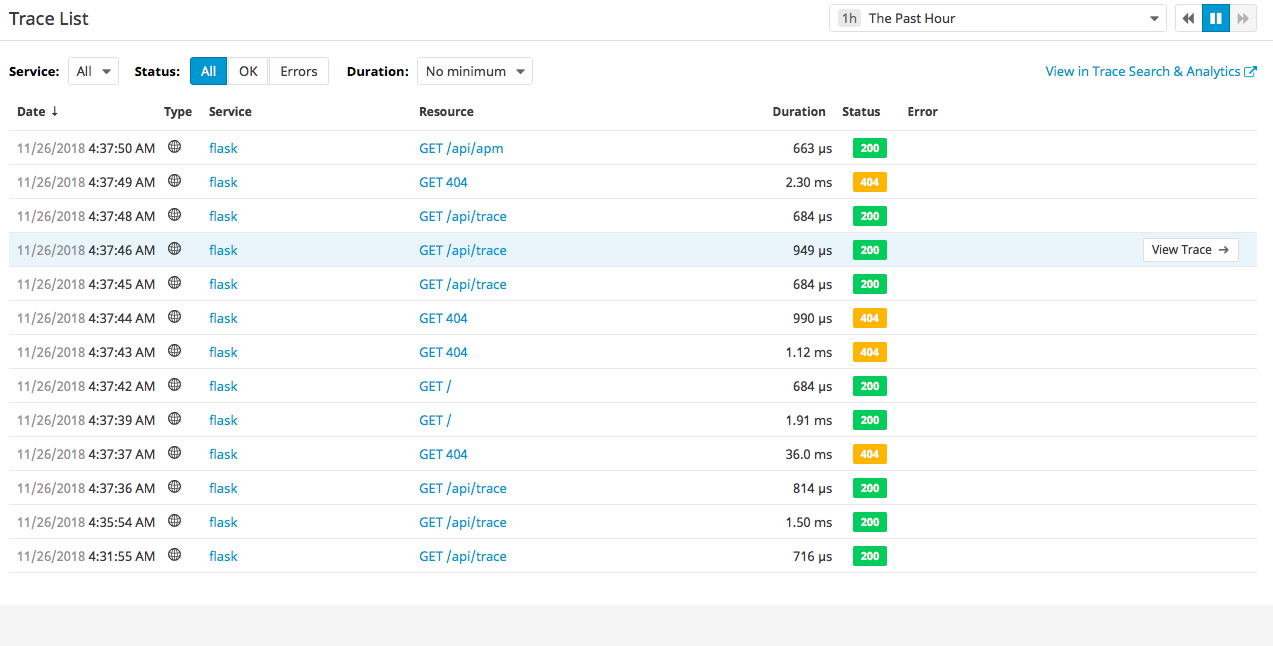 Trace List 1h The Past Hour
Service: All Status: All OK Errors Duration: No minimum View in Trace Search & Analytics
Date ↓ Type Service Resource Duration Status Error
11/26/2018 4:37:50 AM flask GET /api/apm 663 μs 200
11/26/2018 4:37:49 AM flask GET 404 2.30 ms 404
11/26/2018 4:37:48 AM flask GET /api/trace 684 μs 200
11/26/2018 4:37:46 AM flask GET /api/trace 949 μs 200 View Trace →
11/26/2018 4:37:45 AM flask GET /api/trace 684 μs 200
11/26/2018 4:37:44 AM flask GET 404 990 μs 404
11/26/2018 4:37:43 AM flask GET 404 1.12 ms 404
11/26/2018 4:37:42 AM flask GET / 684 μs 200
11/26/2018 4:37:39 AM flask GET / 1.91 ms 200
11/26/2018 4:37:37 AM flask GET 404 36.0 ms 404
11/26/2018 4:37:36 AM flask GET /api/trace 814 μs 200
11/26/2018 4:35:54 AM flask GET /api/trace 1.50 ms 200
11/26/2018 4:31:55 AM flask GET /api/trace 716 μs 200